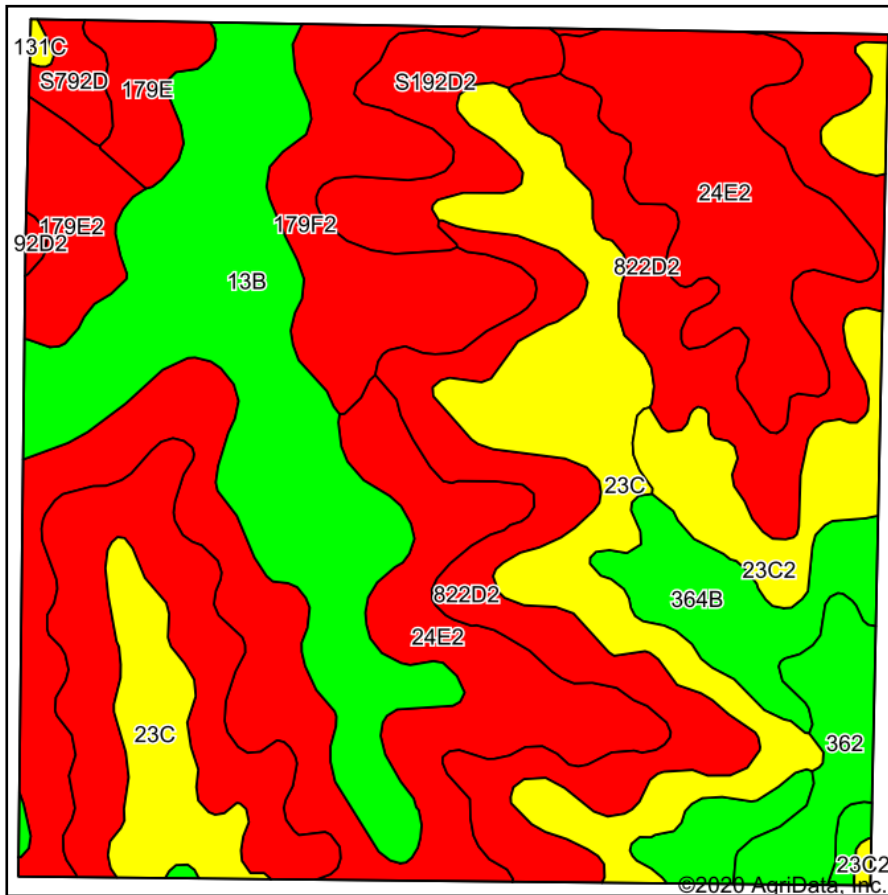 131C
S792D
179E
S192D2
24E2
179E2
179F2
92D2
822D2
13B
23C
23C2
364B
822D2
24E2
23C
362
23C2
©2020 AgriData, Inc.